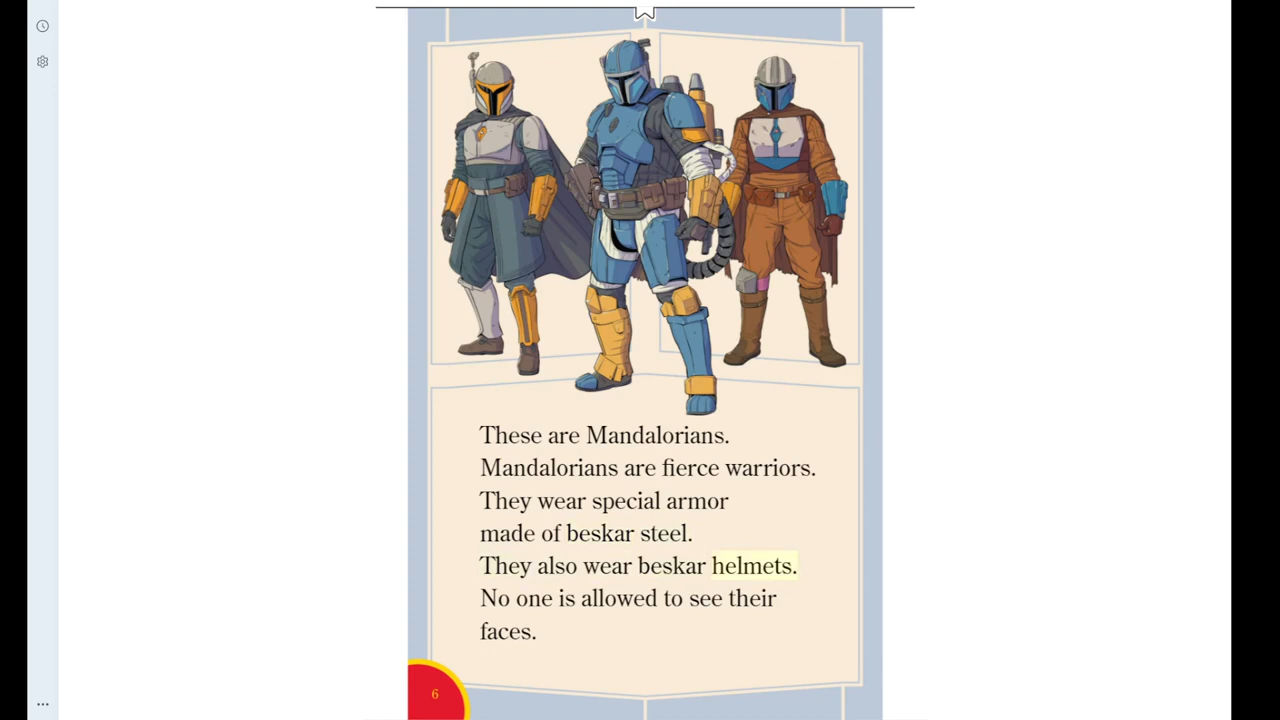 These are Mandalorians.
Mandalorians are fierce warriors.
They wear special armor
made of beskar steel.
They also wear beskar helmets.
No one is allowed to see their
faces.
6